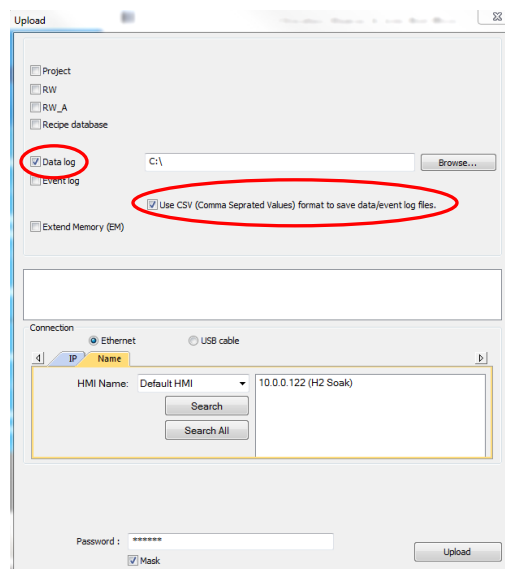 Upload
Project
RW
RW_A
Recipe database
Data log
C:\
Browse...
Event log
Use CSV (Comma Seprated Values) format to save data/event log files.
Extend Memory (EM)
Connection
Ethernet
USB cable
IP
Name
HMI Name:
Default HMI
10.0.0.122 (H2 Soak)
Search
Search All
Password :
******
Mask
Upload